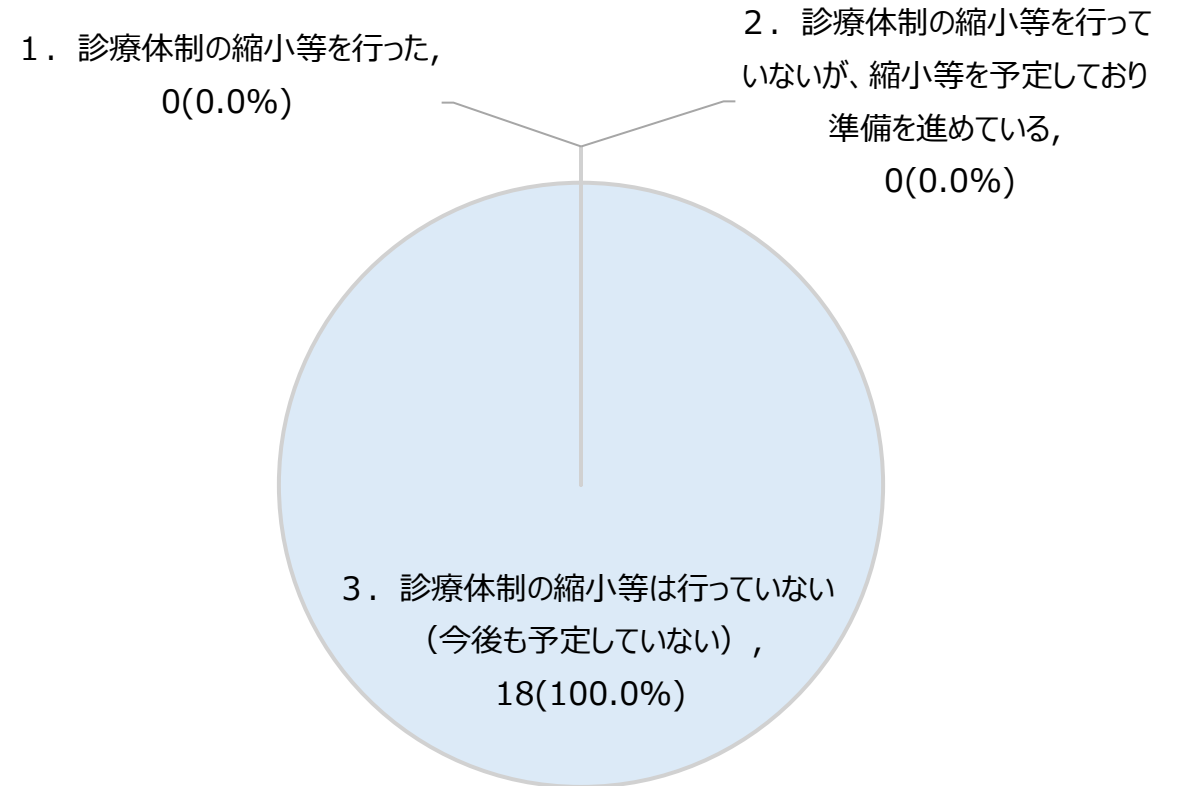 １．診療体制の縮小等を行った,
0(0.0%)
２．診療体制の縮小等を行って
いないが、縮小等を予定しており
準備を進めている,
0(0.0%)
３．診療体制の縮小等は行っていない
（今後も予定していない）,
18(100.0%)